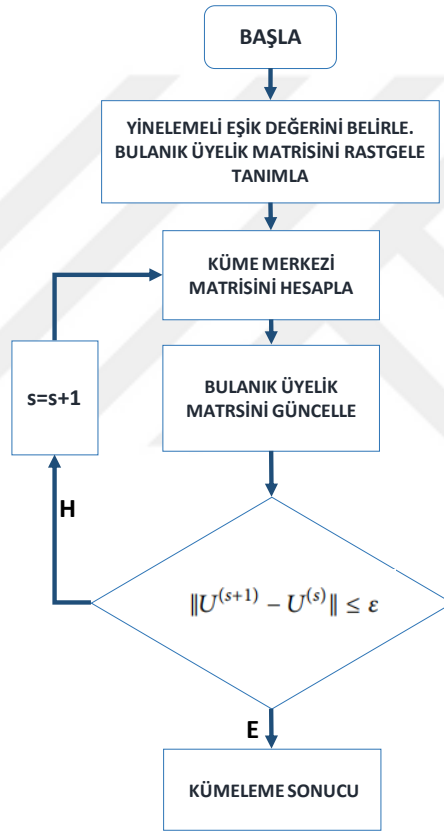 BAŞLA
YİNELEMELİ EŞİK DEĞERİNİ BELİRLE.
BULANIK ÜYELİK MATRİSİNİ RASTGELE
TANIMLA
KÜME MERKEZİ
MATRİSİNİ HESAPLA
s=s+1
BULANIK ÜYELİK
MATRSİNİ GÜNCELLE
H
‖U^(s+1) − U^(s)‖ ≤ ε
E
KÜMELEME SONUCU